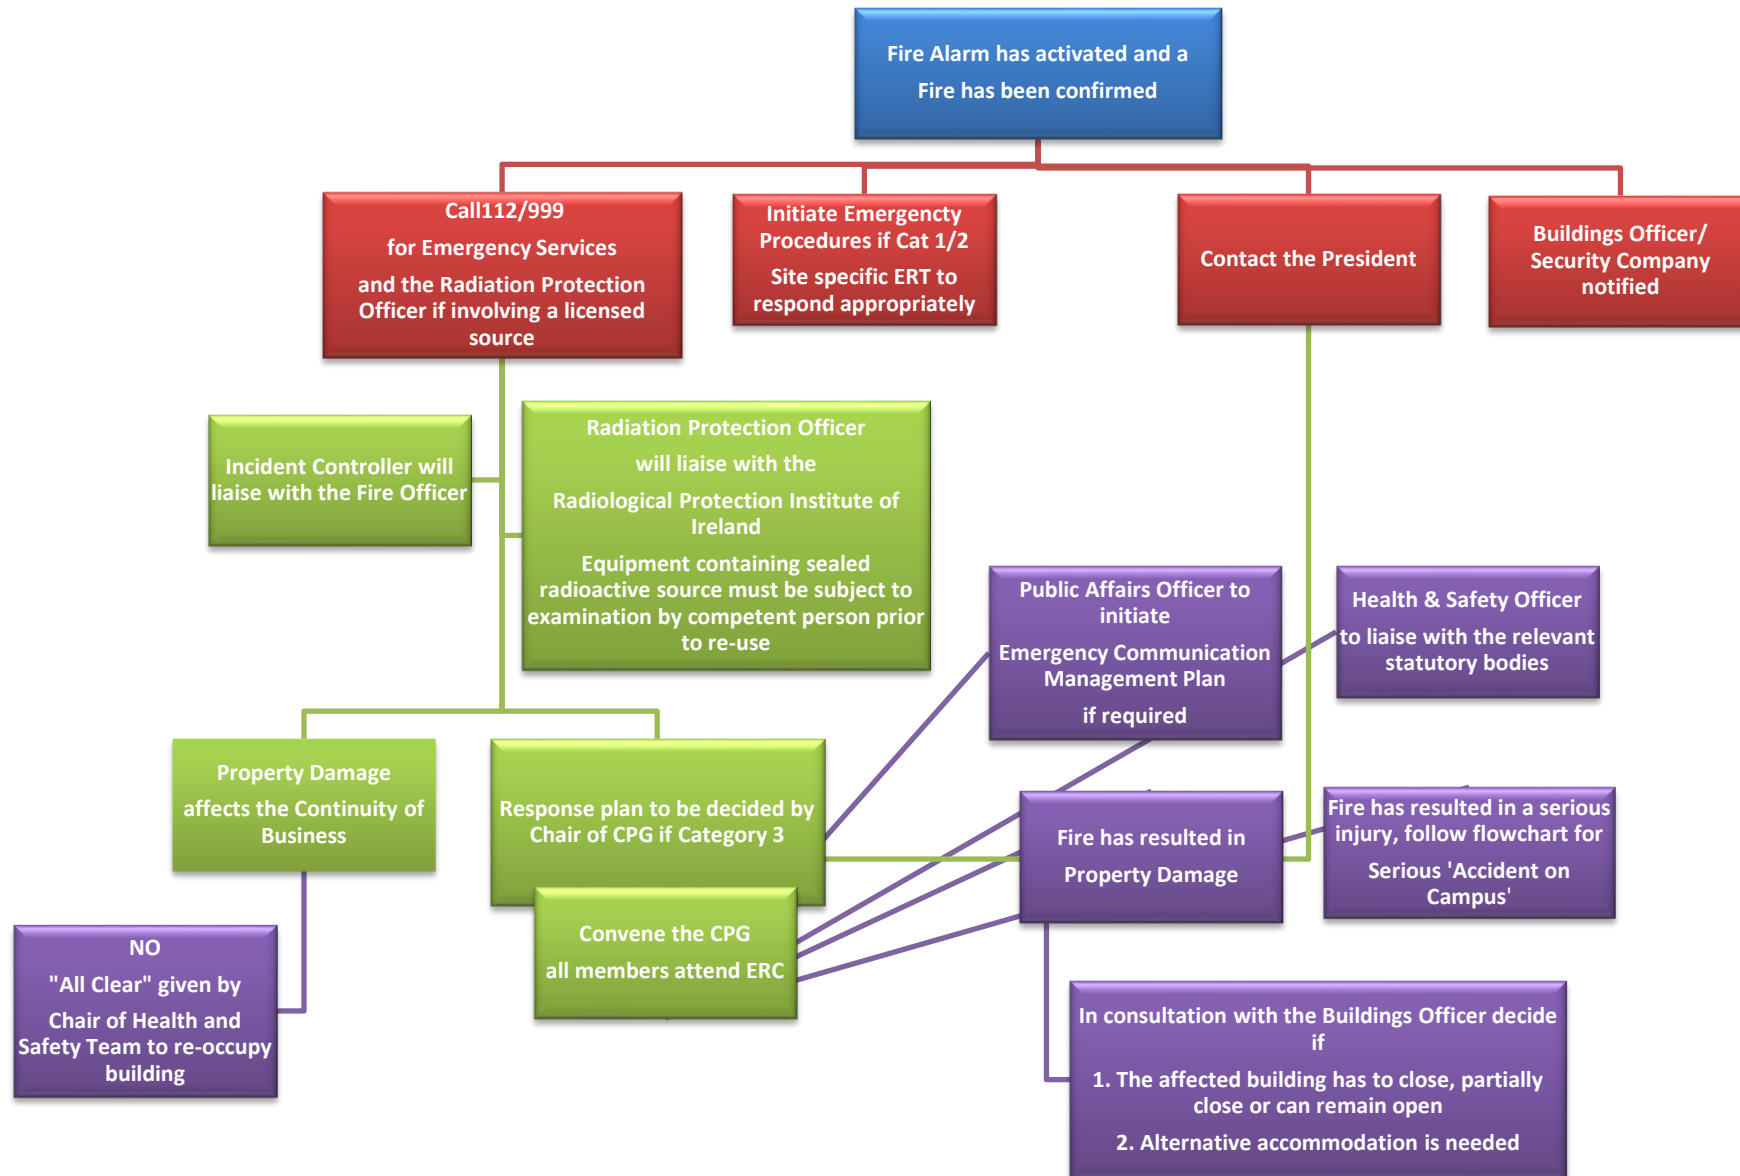 Fire Alarm has activated and a
Fire has been confirmed
Call112/999
for Emergency Services
and the Radiation Protection
Officer if involving a licensed
source
Initiate Emergencty
Procedures if Cat 1/2
Site specific ERT to
respond appropriately
Contact the President
Buildings Officer/
Security Company
notified
Incident Controller will
liaise with the Fire Officer
Radiation Protection Officer
will liaise with the
Radiological Protection Institute of
Ireland
Equipment containing sealed
radioactive source must be subject to
examination by competent person prior
to re-use
Public Affairs Officer to
initiate
Emergency Communication
Management Plan
if required
Health & Safety Officer
to liaise with the relevant
statutory bodies
Property Damage
affects the Continuity of
Business
Response plan to be decided by
Chair of CPG if Category 3
Fire has resulted in
Property Damage
Fire has resulted in a serious
injury, follow flowchart for
Serious 'Accident on
Campus'
Convene the CPG
all members attend ERC
NO
"All Clear" given by
Chair of Health and
Safety Team to re-occupy
building
In consultation with the Buildings Officer decide
if
1. The affected building has to close, partially
close or can remain open
2. Alternative accommodation is needed